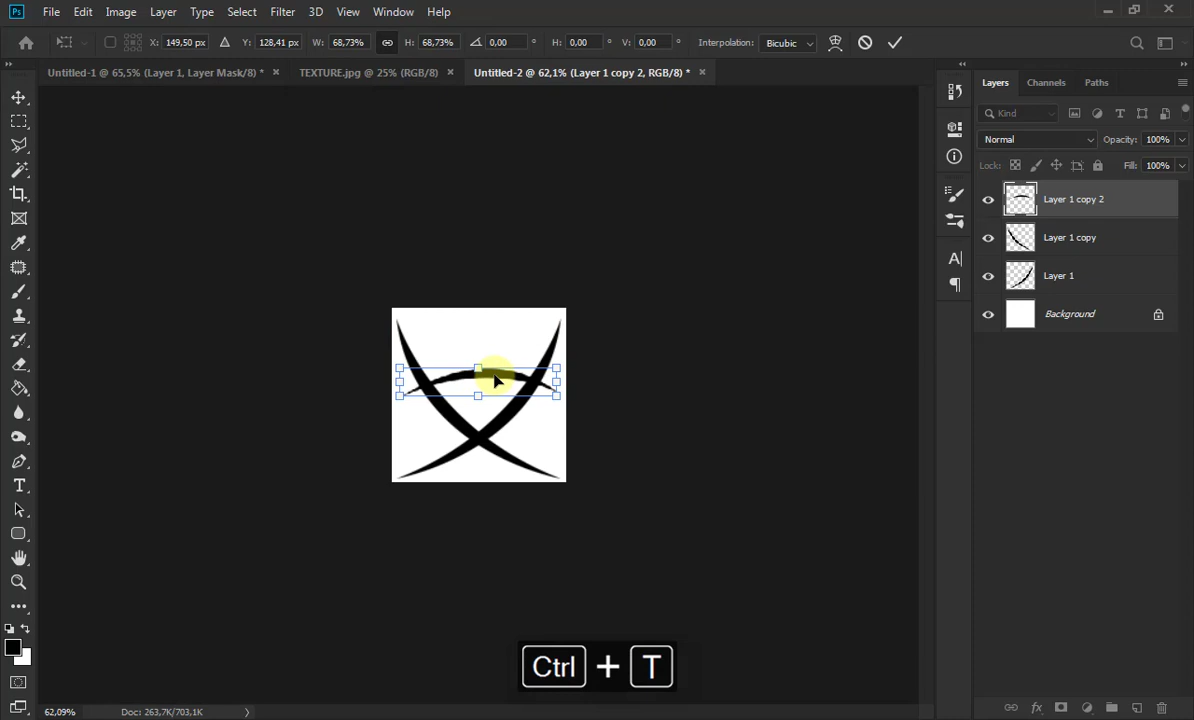 Ps File Edit Image Layer Type Select Filter 3D View Window Help
X: 149,50 px Y: 128,41 px W: 68,73% H: 68,73% 0,00 ° H: 0,00 ° V: 0,00 ° Interpolation: Bicubic
Untitled-1 @ 65,5% (Layer 1, Layer Mask/8) * × TEXTURE.jpg @ 25% (RGB/8) × Untitled-2 @ 62,1% (Layer 1 copy 2, RGB/8) * ×
Layers Channels Paths
Kind
Normal Opacity: 100%
Lock: Fill: 100%
Layer 1 copy 2
Layer 1 copy
Layer 1
Background
Ctrl + T
62,09% Doc: 263,7K/703,1K